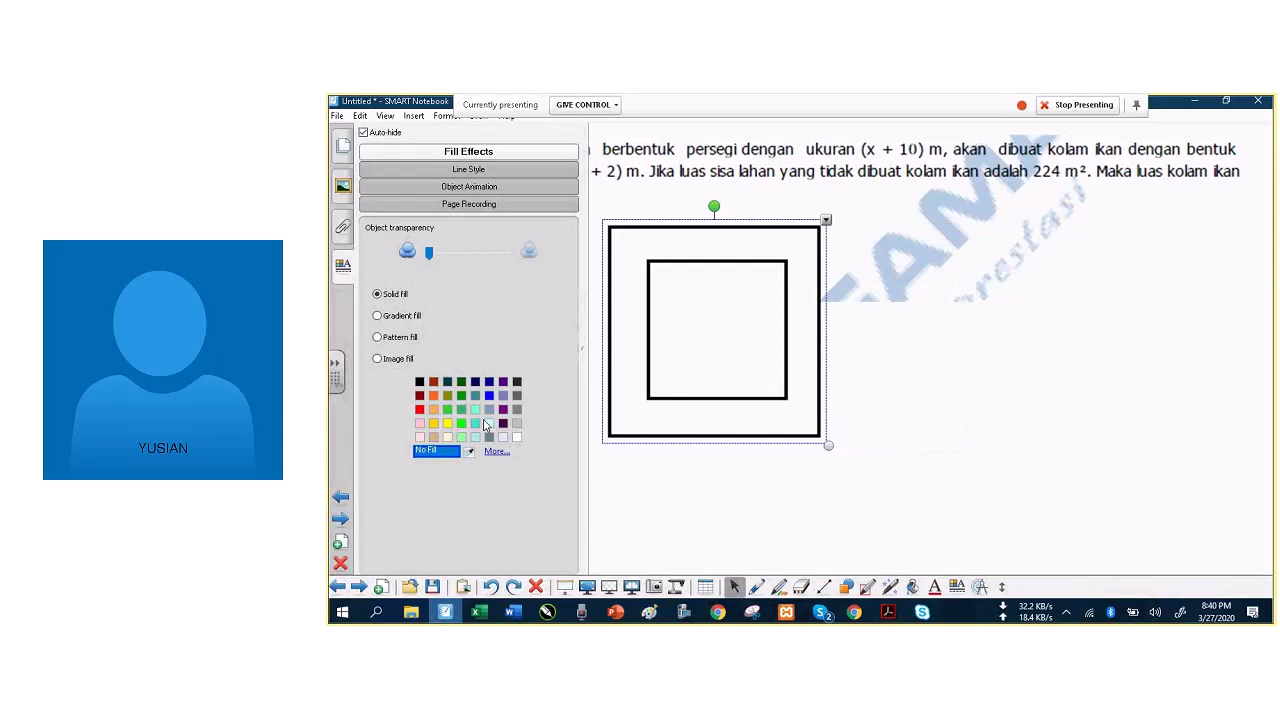 Untitled * - SMART Notebook
Currently presenting
GIVE CONTROL
Stop Presenting
File Edit View Insert
Auto-hide
Fill Effects
Line Style
Object Animation
Page Recording
Object transparency
Solid fill
Gradient fill
Pattern fill
Image fill
No Fill
More...
berbentuk persegi dengan ukuran (x + 10) m, akan dibuat kolam ikan dengan bentuk
+ 2) m. Jika luas sisa lahan yang tidak dibuat kolam ikan adalah 224 m². Maka luas kolam ikan
YUSIAN
32.2 KB/s
18.4 KB/s
8:40 PM
3/27/2020